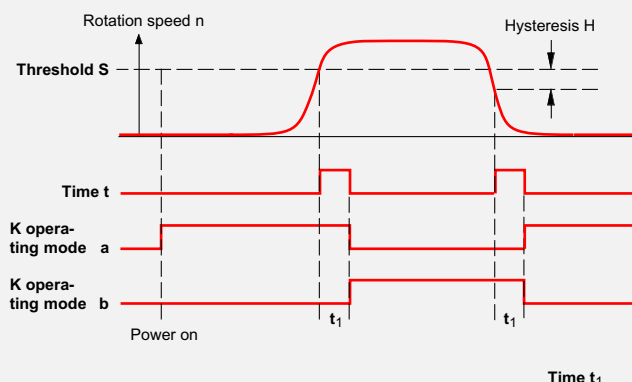 Rotation speed n
Hysteresis H
Threshold S
Time t
K opera-
ting mode a
K opera-
ting mode b
t1 t1
Power on
Time t1